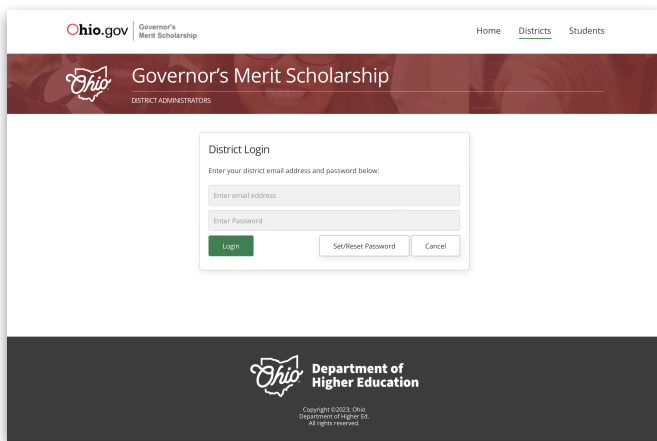 Ohio.gov
Governor's
Merit Scholarship
Home Districts Students
Ohio
Governor's Merit Scholarship
DISTRICT ADMINISTRATORS
District Login
Enter your district email address and password below:
Enter email address
Enter Password
Login Set/Reset Password Cancel
Ohio
Department of
Higher Education
Copyright ©2023; Ohio
Department of Higher Ed.
All rights reserved.